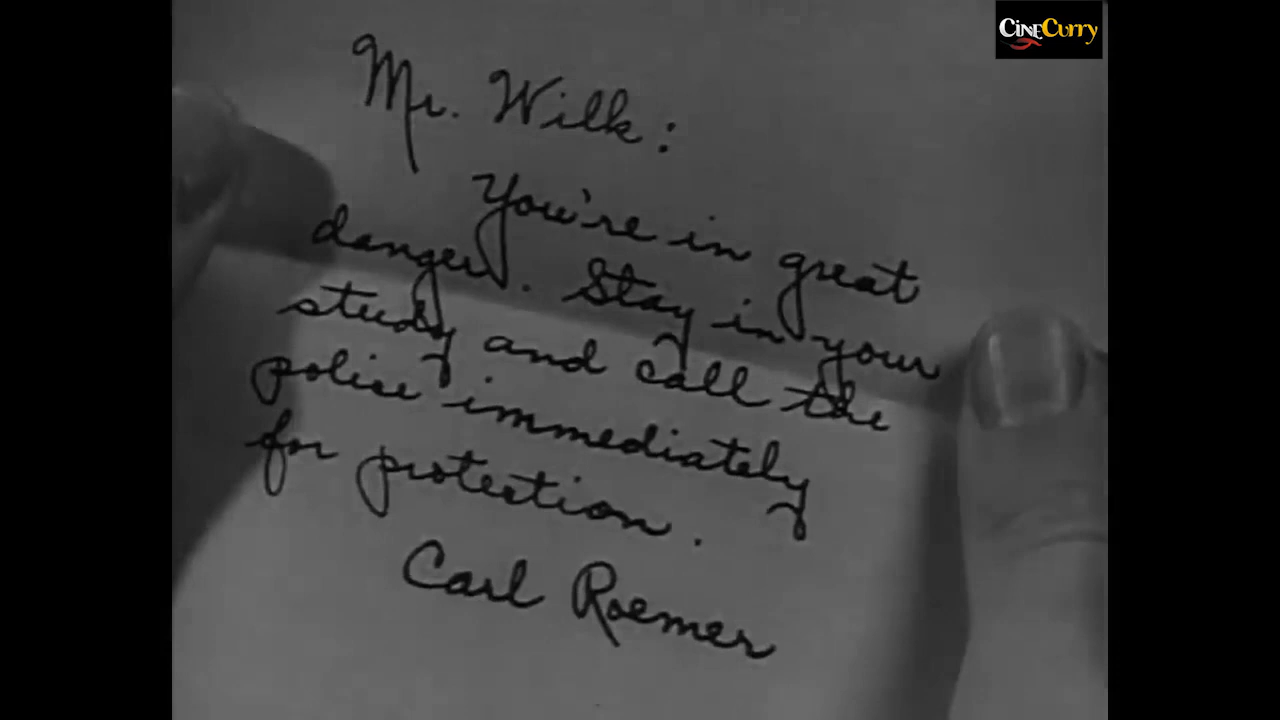 CINECURRY
Mr. Wilk:
You're in great
danger. Stay in your
study and call the
police immediately
for protection.
Carl Roemer